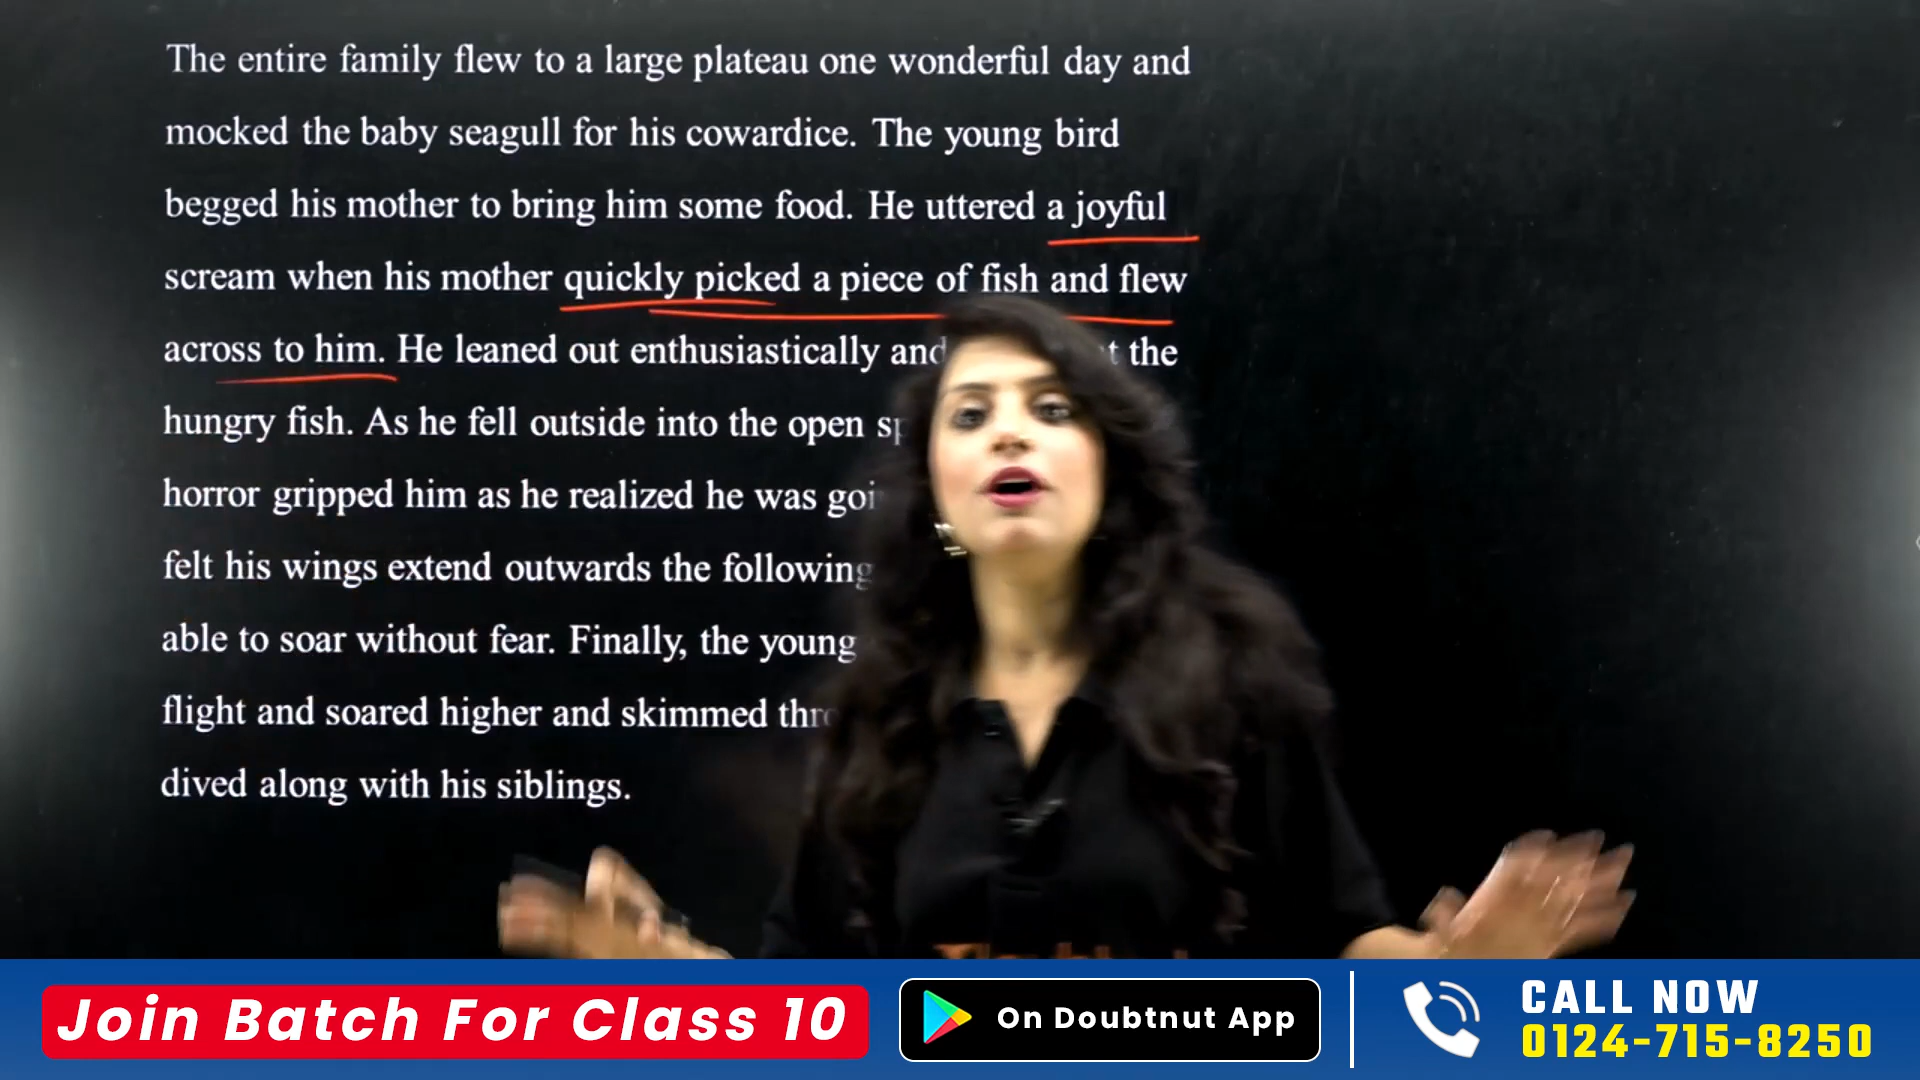 The entire family flew to a large plateau one wonderful day and
mocked the baby seagull for his cowardice. The young bird
begged his mother to bring him some food. He uttered a joyful
scream when his mother quickly picked a piece of fish and flew
across to him. He leaned out enthusiastically and the
hungry fish. As he fell outside into the open
horror gripped him as he realized he was
felt his wings extend outwards the following
able to soar without fear. Finally, the young
flight and soared higher and skimmed
dived along with his siblings.
Join Batch For Class 10
On Doubtnut App
CALL NOW
0124-715-8250